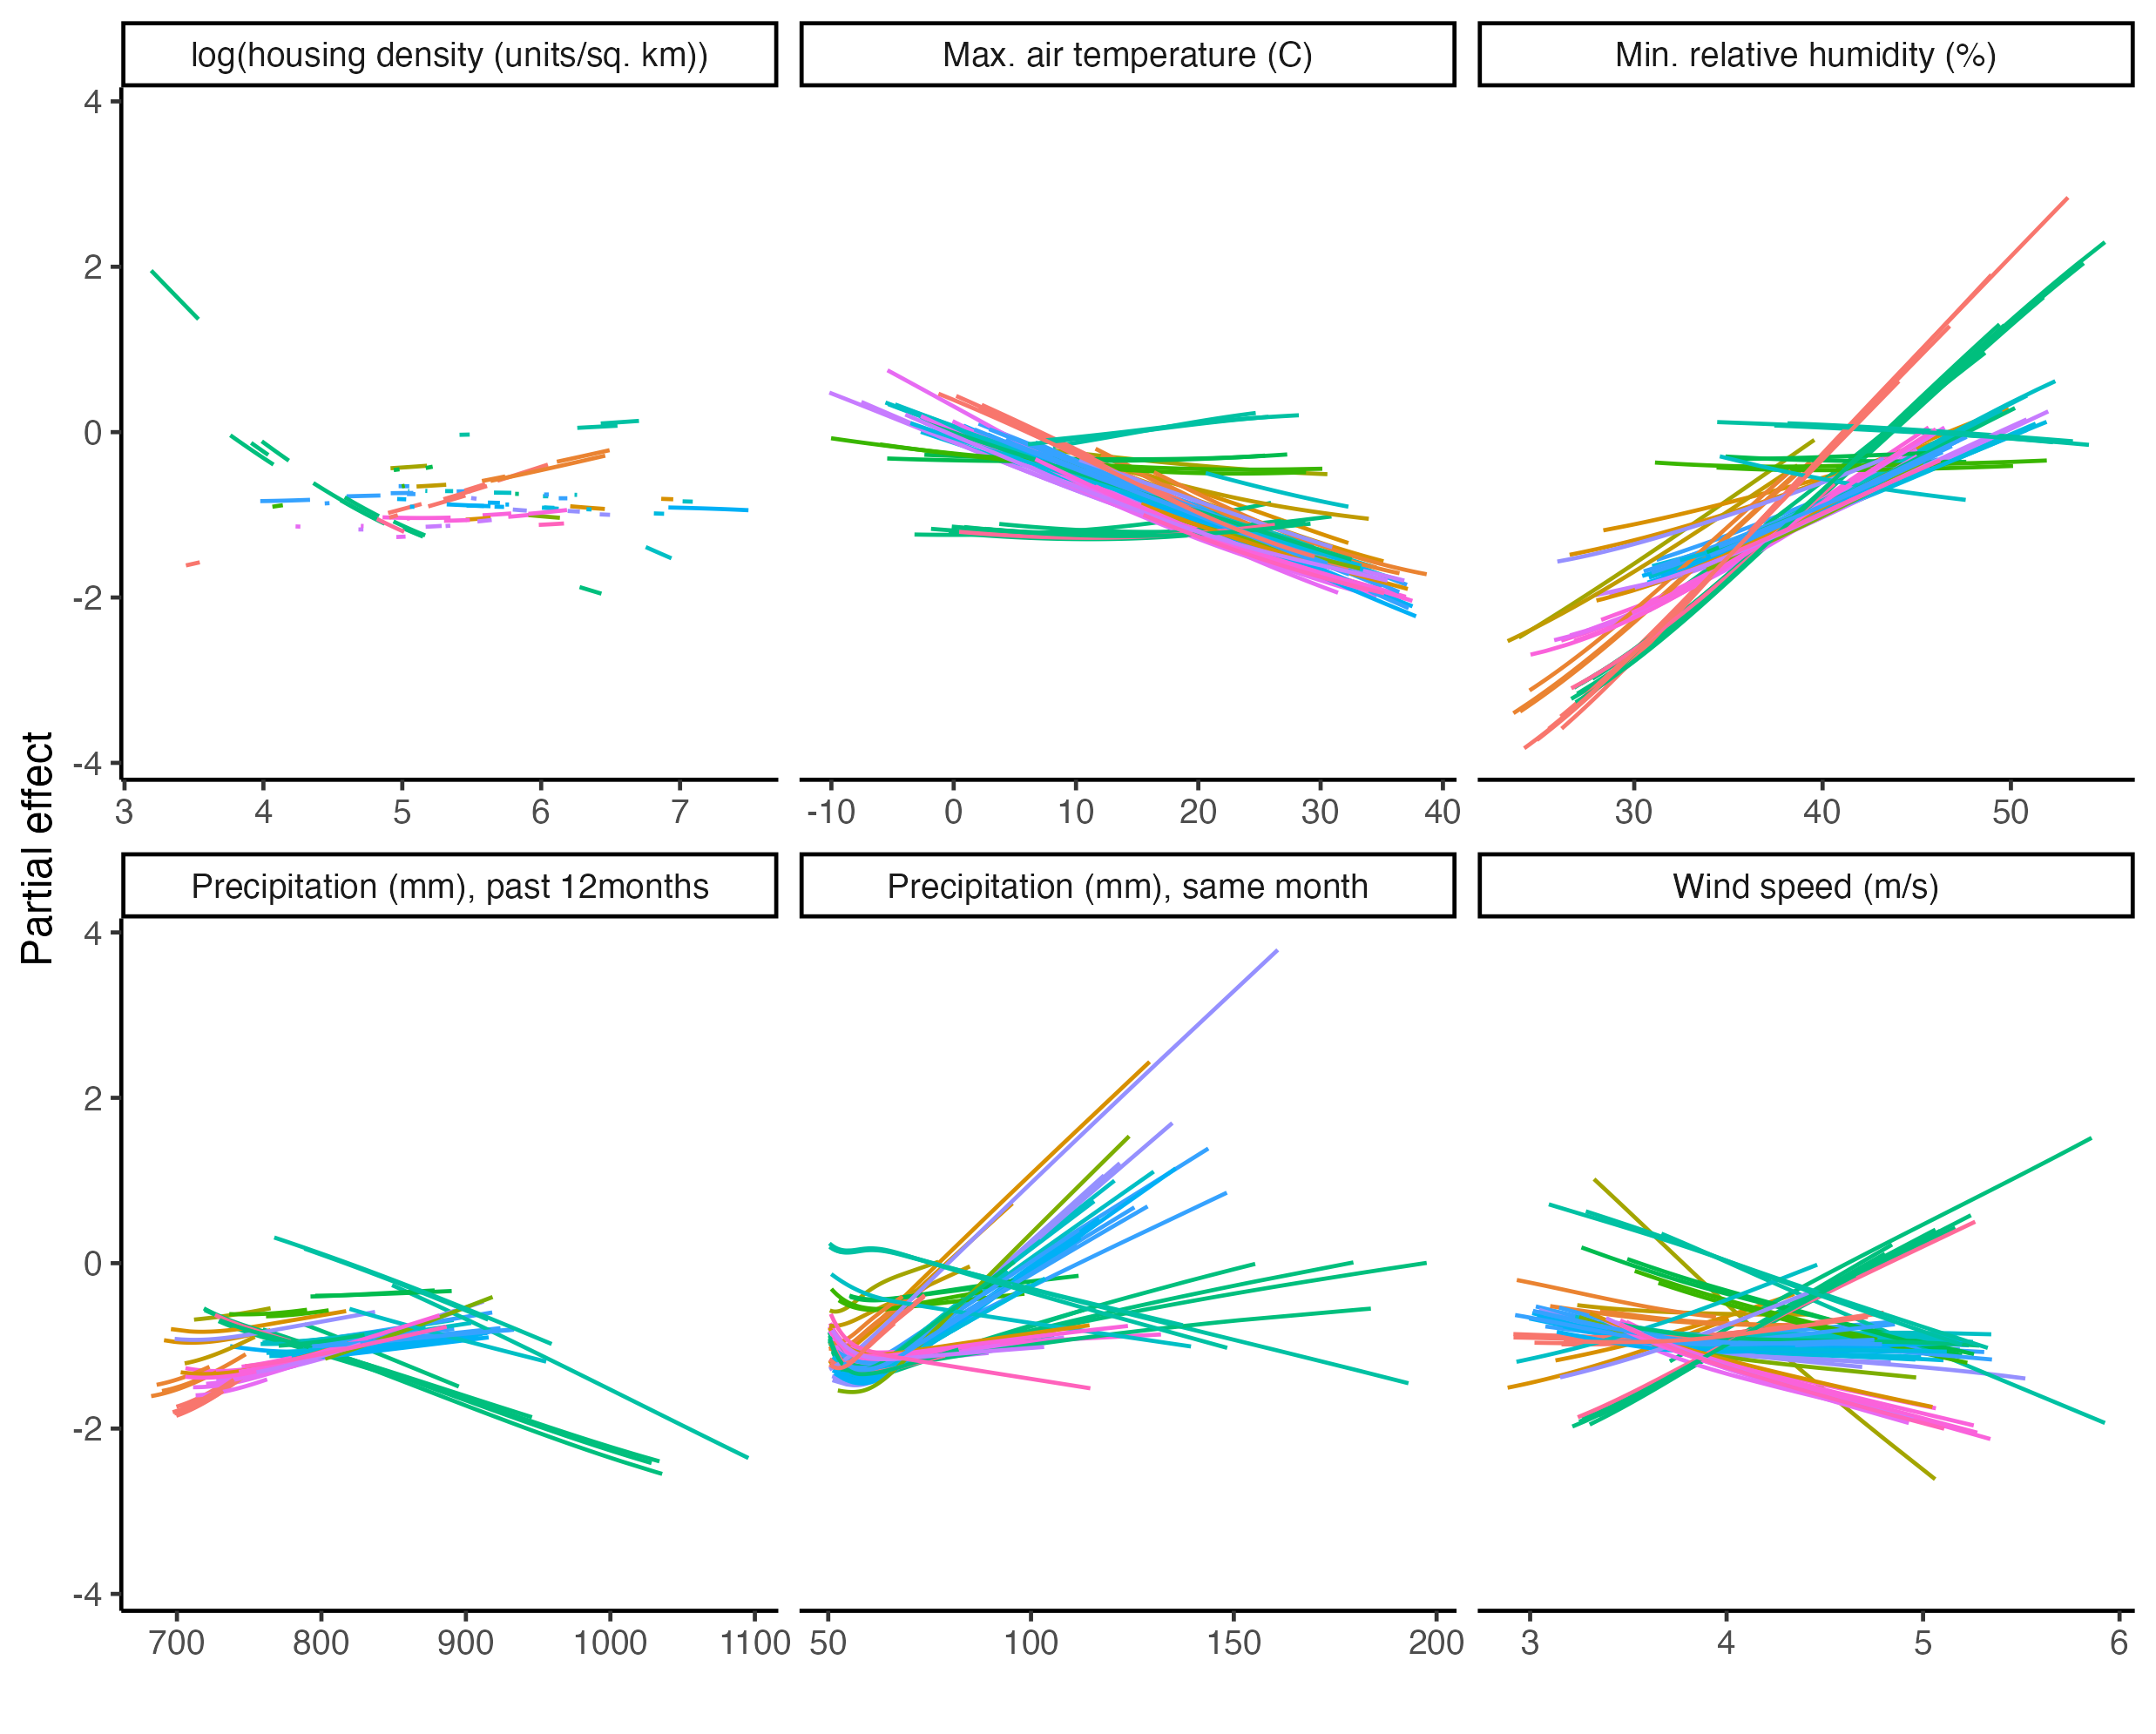 log(housing density (units/sq. km))
Max. air temperature (C)
Min. relative humidity (%)
4
2
0
-2
-4
3 4 5 6 7
-10 0 10 20 30 40
30 40 50
Partial effect
Precipitation (mm), past 12months
Precipitation (mm), same month
Wind speed (m/s)
4
2
0
-2
-4
700 800 900 1000 1100
50 100 150 200
3 4 5 6